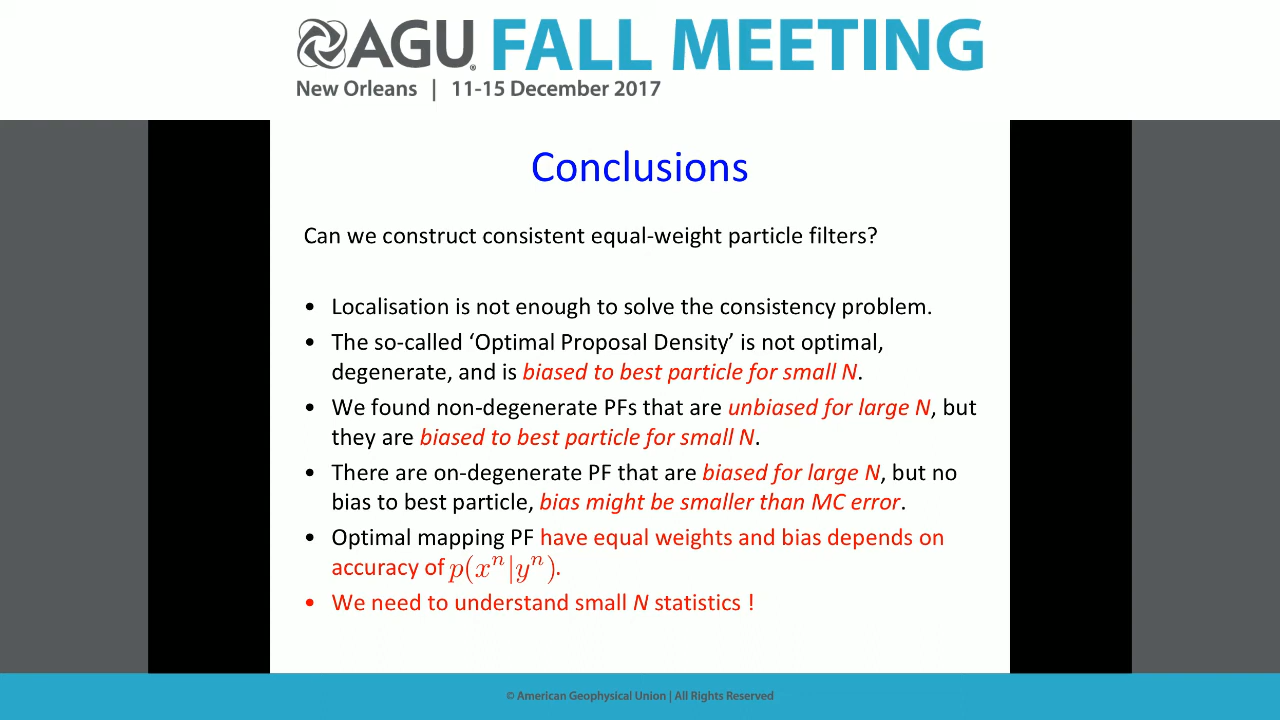 AGU FALL MEETING
New Orleans | 11-15 December 2017
Conclusions
Can we construct consistent equal-weight particle filters?
• Localisation is not enough to solve the consistency problem.
• The so-called ‘Optimal Proposal Density’ is not optimal,
degenerate, and is biased to best particle for small N.
• We found non-degenerate PFs that are unbiased for large N, but
they are biased to best particle for small N.
• There are on-degenerate PF that are biased for large N, but no
bias to best particle, bias might be smaller than MC error.
• Optimal mapping PF have equal weights and bias depends on
accuracy of p(xⁿ|yⁿ).
• We need to understand small N statistics !
© American Geophysical Union | All Rights Reserved